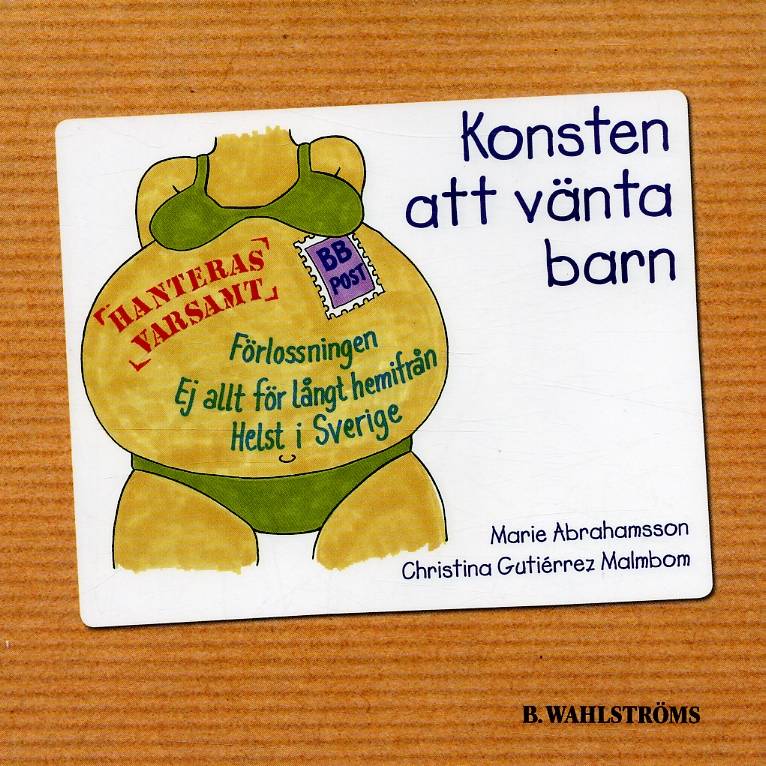 Konsten
att vänta
barn
HANTERAS
VARSAMT
BB
POST
Förlossningen
Ej allt för långt hemifrån
Helst i Sverige
Marie Abrahamsson
Christina Gutiérrez Malmbom
B. WAHLSTRÖMS